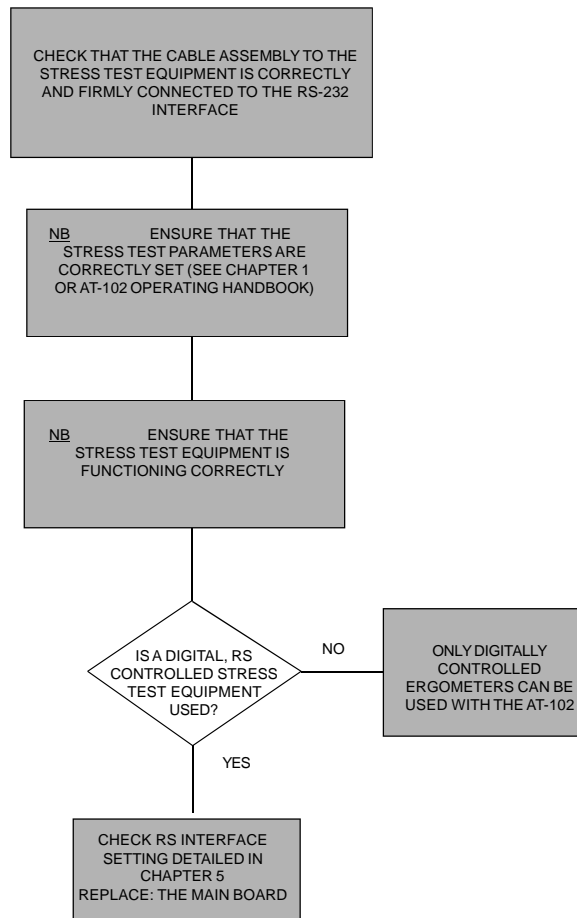 CHECK THAT THE CABLE ASSEMBLY TO THE
STRESS TEST EQUIPMENT IS CORRECTLY
AND FIRMLY CONNECTED TO THE RS-232
INTERFACE
NB ENSURE THAT THE
STRESS TEST PARAMETERS ARE
CORRECTLY SET (SEE CHAPTER 1
OR AT-102 OPERATING HANDBOOK)
NB ENSURE THAT THE
STRESS TEST EQUIPMENT IS
FUNCTIONING CORRECTLY
IS A DIGITAL, RS
CONTROLLED STRESS
TEST EQUIPMENT
USED?
NO
ONLY DIGITALLY
CONTROLLED
ERGOMETERS CAN BE
USED WITH THE AT-102
YES
CHECK RS INTERFACE
SETTING DETAILED IN
CHAPTER 5
REPLACE: THE MAIN BOARD